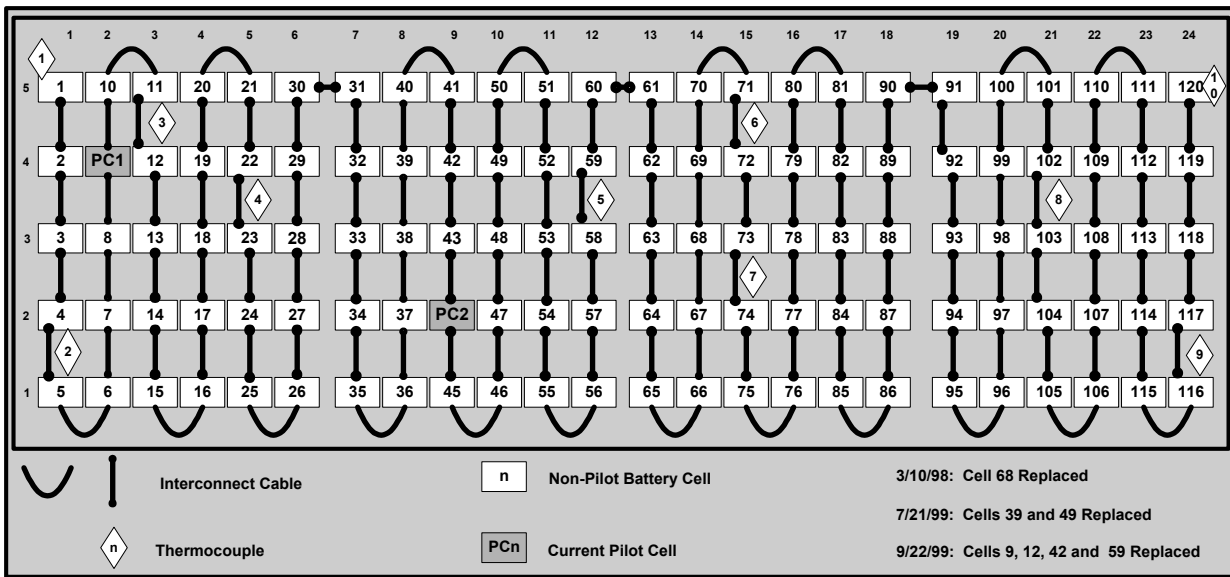 1 2 3 4 5 6 7 8 9 10 11 12 13 14 15 16 17 18 19 20 21 22 23 24
1
5 1 10 11 20 21 30 31 40 41 50 51 60 61 70 71 80 81 90 91 100 101 110 111 120 10
3 6
4 2 PC1 12 19 22 29 32 39 42 49 52 59 62 69 72 79 82 89 92 99 102 109 112 119
4 5 8
3 3 8 13 18 23 28 33 38 43 48 53 58 63 68 73 78 83 88 93 98 103 108 113 118
7
2 4 7 14 17 24 27 34 37 PC2 47 54 57 64 67 74 77 84 87 94 97 104 107 114 117
2 9
1 5 6 15 16 25 26 35 36 45 46 55 56 65 66 75 76 85 86 95 96 105 106 115 116
Interconnect Cable
n Non-Pilot Battery Cell
3/10/98: Cell 68 Replaced
7/21/99: Cells 39 and 49 Replaced
n Thermocouple
PCn Current Pilot Cell
9/22/99: Cells 9, 12, 42 and 59 Replaced